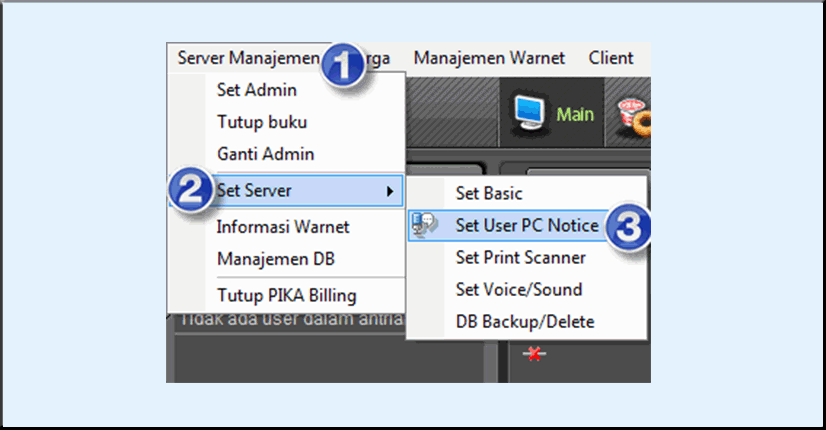 Server Manajemen 1 rga Manajemen Warnet Client
Set Admin
Tutup buku
Ganti Admin
2 Set Server
Informasi Warnet
Manajemen DB
Tutup PIKA Billing
Main
Set Basic
Set User PC Notice 3
Set Print Scanner
Set Voice/Sound
DB Backup/Delete
Tidak ada user dalam antria